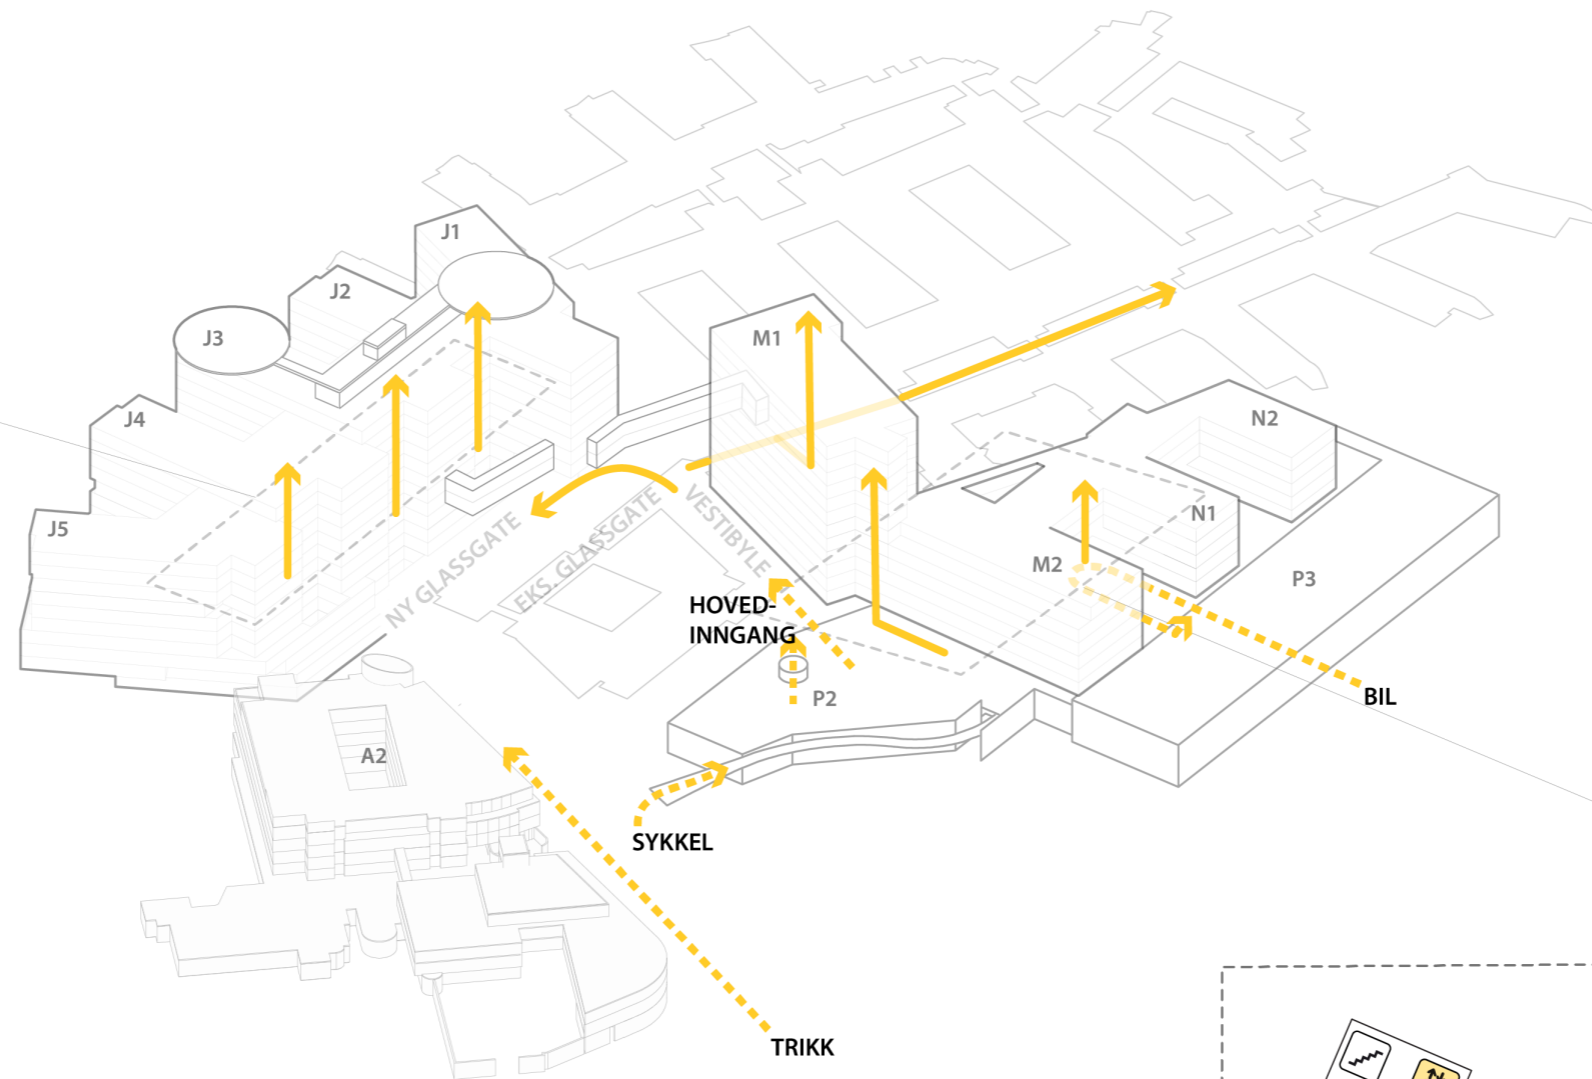 J1
J2
J3
M1
J4
N2
J5
N1
NY GLASSGATE
EKS. GLASSGATE
VESTIBYLE
M2
P3
HOVED-
INNGANG
P2
BIL
A2
SYKKEL
TRIKK